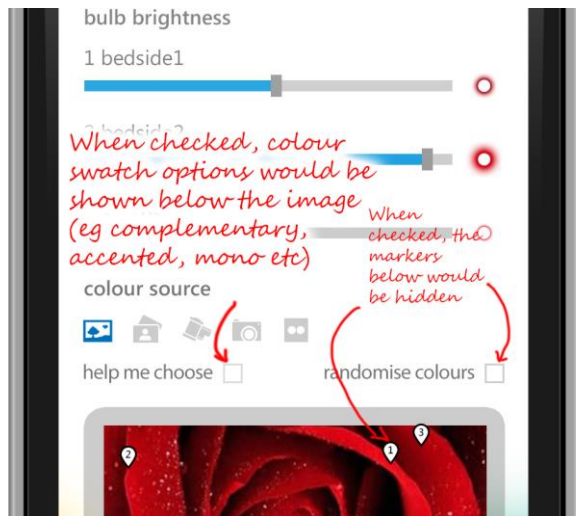 bulb brightness
1 bedside1
2 bedside2
When checked, colour
swatch options would be
shown below the image
(eg complementary,
accented, mono etc)
When
checked, the
markers
below would
be hidden
colour source
help me choose
randomise colours
3
1
2